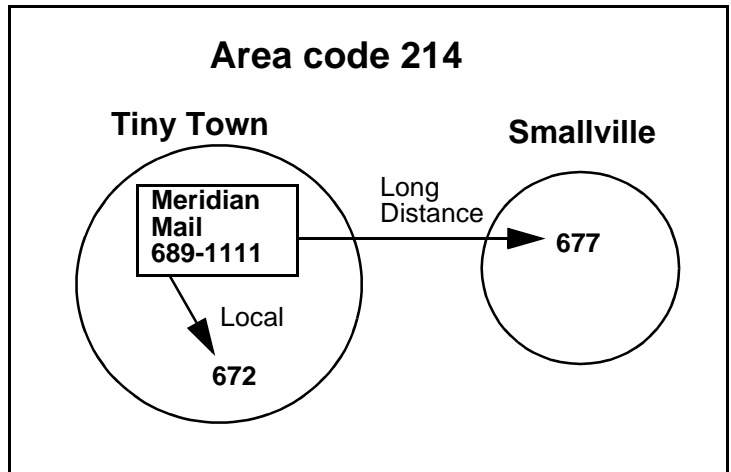 Area code 214
Tiny Town
Smallville
Meridian
Mail
689-1111
Long
Distance
677
Local
672